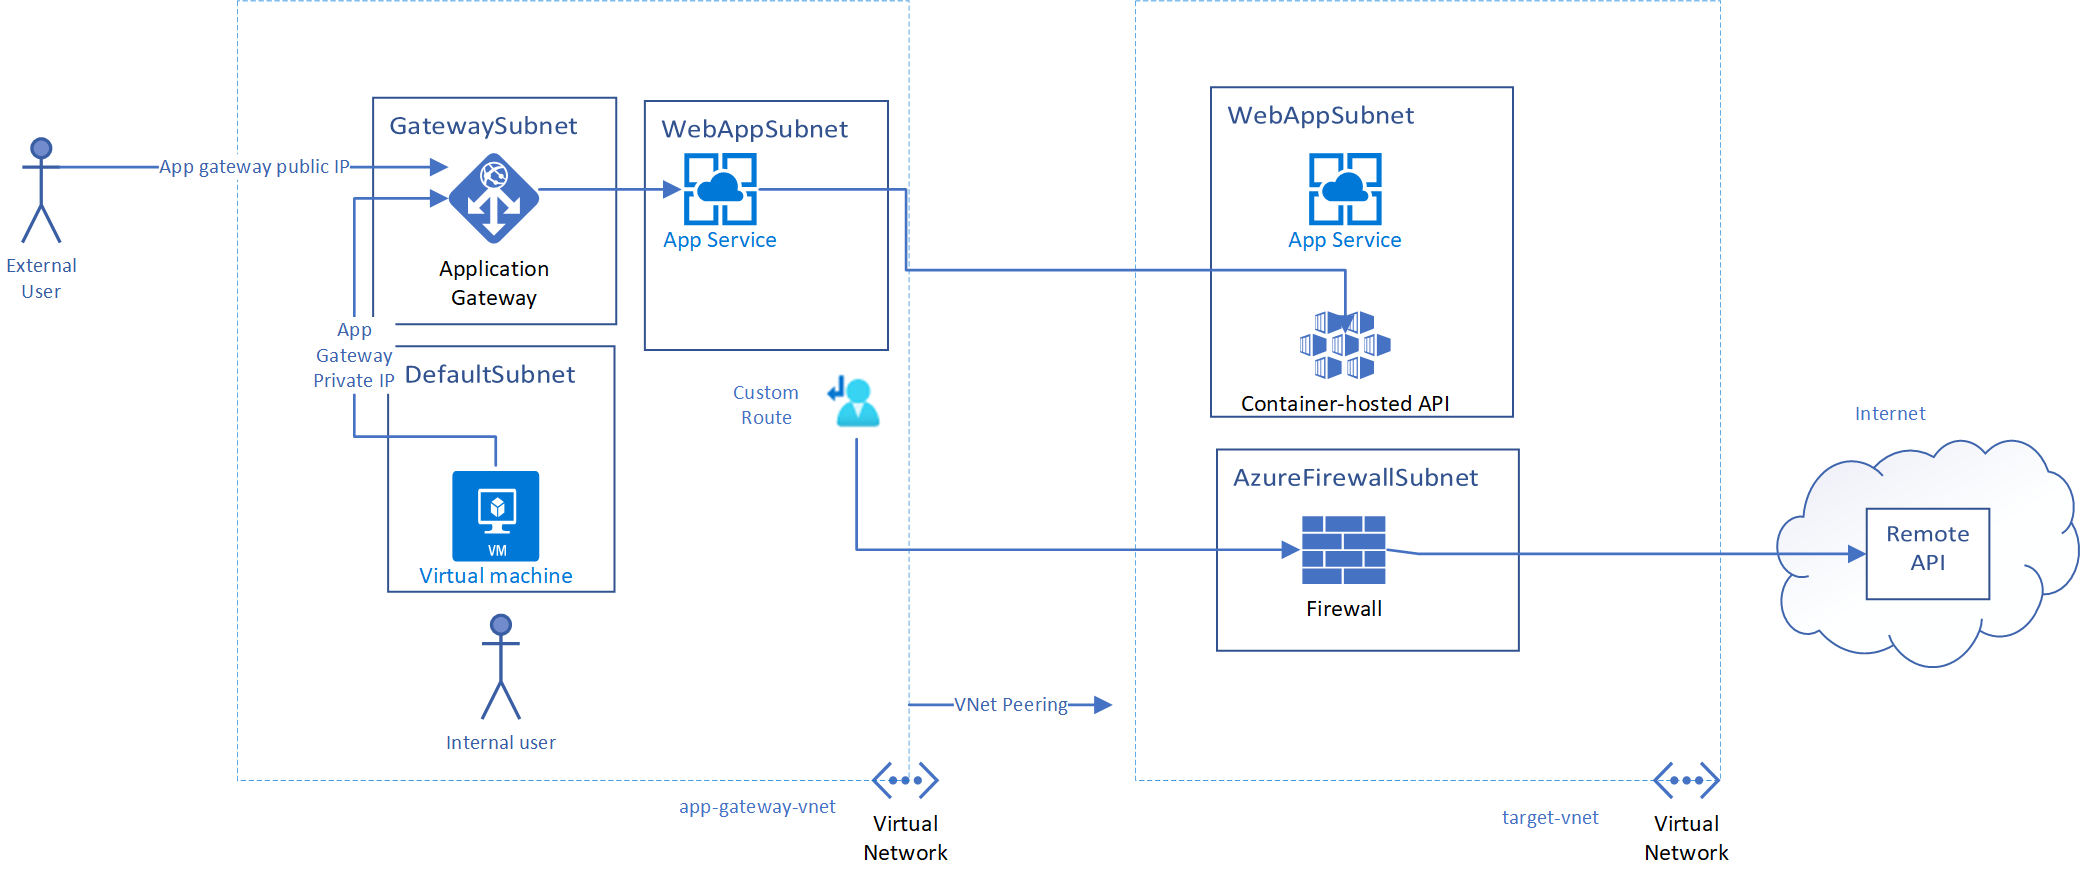 External
User
App gateway public IP
GatewaySubnet
Application
Gateway
App
Gateway
Private IP
DefaultSubnet
VM
Virtual machine
Internal user
WebAppSubnet
App Service
Custom
Route
VNet Peering
app-gateway-vnet
Virtual
Network
WebAppSubnet
App Service
Container-hosted API
AzureFirewallSubnet
Firewall
target-vnet
Virtual
Network
Internet
Remote
API